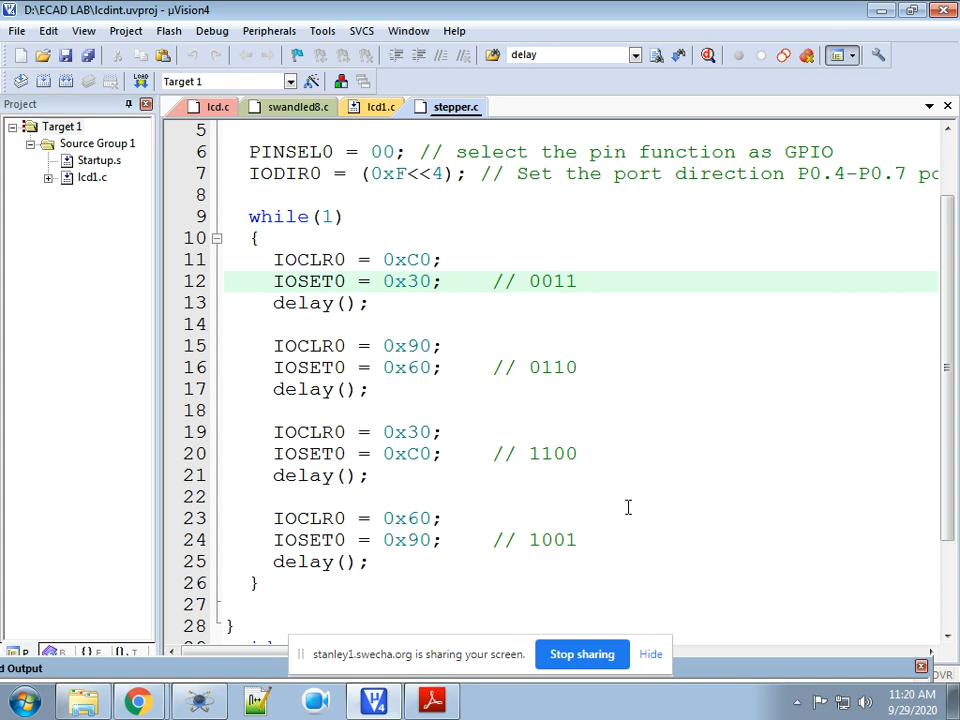 D:\ECAD LAB\lcdint.uvproj - µVision4
File Edit View Project Flash Debug Peripherals Tools SVCS Window Help
delay
LOAD Target 1
Project
lcd.c swandled8.c lcd1.c stepper.c
Target 1
Source Group 1
Startup.s
lcd1.c
5
6 PINSEL0 = 00; // select the pin function as GPIO
7 IODIR0 = (0xF<<4); // Set the port direction P0.4-P0.7 po
8
9 while(1)
10 {
11 IOCLR0 = 0xC0;
12 IOSET0 = 0x30; // 0011
13 delay();
14
15 IOCLR0 = 0x90;
16 IOSET0 = 0x60; // 0110
17 delay();
18
19 IOCLR0 = 0x30;
20 IOSET0 = 0xC0; // 1100
21 delay();
22
23 IOCLR0 = 0x60;
24 IOSET0 = 0x90; // 1001
25 delay();
26 }
27
28 }
stanley1.swecha.org is sharing your screen. Stop sharing Hide
d Output
OVR
11:20 AM
9/29/2020